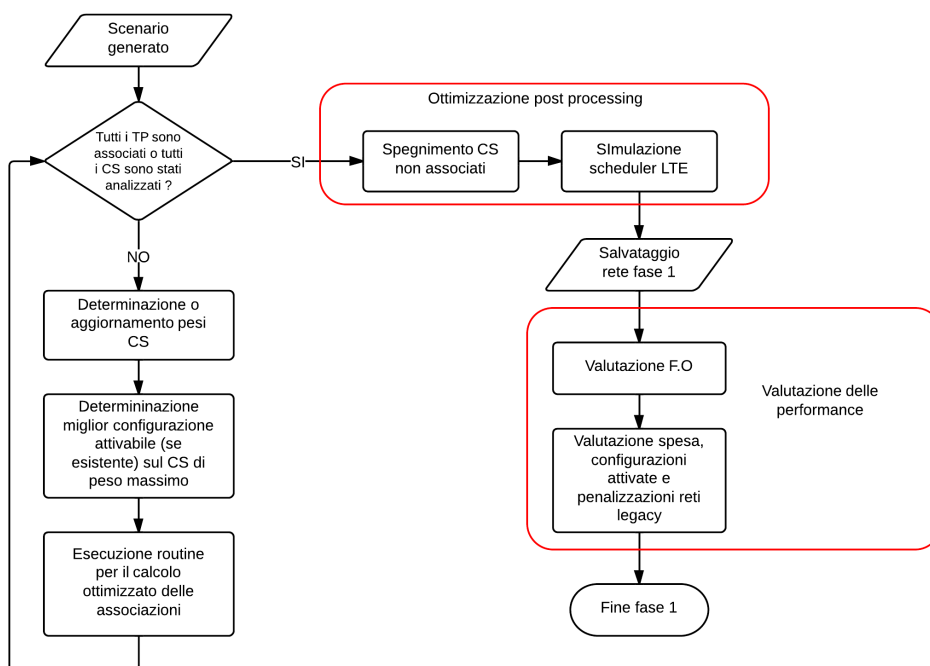 Scenario
generato
Tutti i TP sono
associati o tutti
i CS sono stati
analizzati ?
SI
Ottimizzazione post processing
Spegnimento CS
non associati
SImulazione
scheduler LTE
NO
Salvataggio
rete fase 1
Determinazione o
aggiornamento pesi
CS
Valutazione F.O
Valutazione delle
performance
Determininazione
miglior configurazione
attivabile (se
esistente) sul CS di
peso massimo
Valutazione spesa,
configurazioni
attivate e
penalizzazioni reti
legacy
Esecuzione routine
per il calcolo
ottimizzato delle
associazioni
Fine fase 1